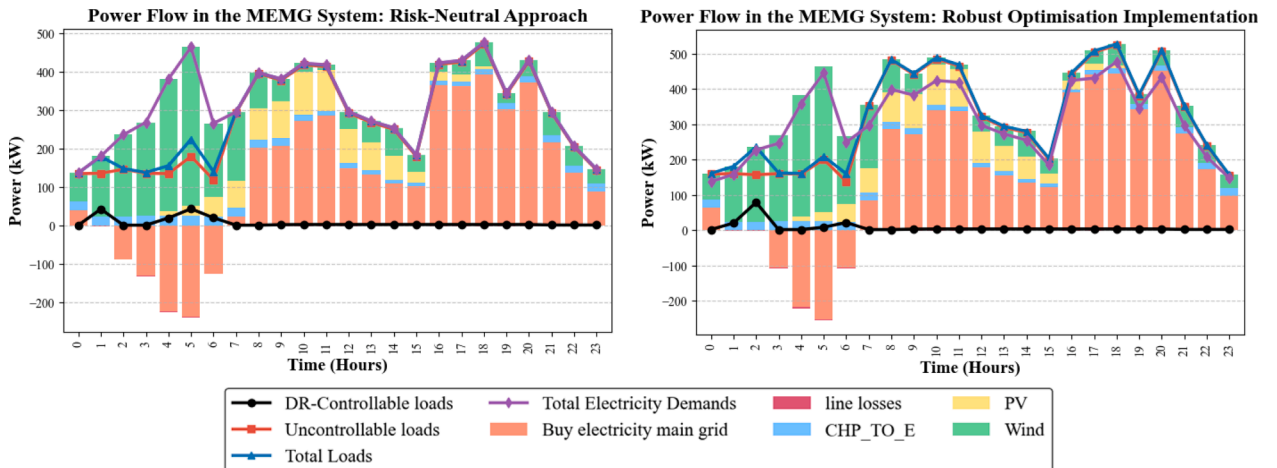 Power Flow in the MEMG System: Risk-Neutral Approach
Power (kW)
500
400
300
200
100
0
−100
−200
0 1 2 3 4 5 6 7 8 9 10 11 12 13 14 15 16 17 18 19 20 21 22 23
Time (Hours)
Power Flow in the MEMG System: Robust Optimisation Implementation
Power (kW)
500
400
300
200
100
0
−100
−200
0 1 2 3 4 5 6 7 8 9 10 11 12 13 14 15 16 17 18 19 20 21 22 23
Time (Hours)
DR-Controllable loads
Uncontrollable loads
Total Loads
Total Electricity Demands
Buy electricity main grid
line losses
CHP_TO_E
PV
Wind